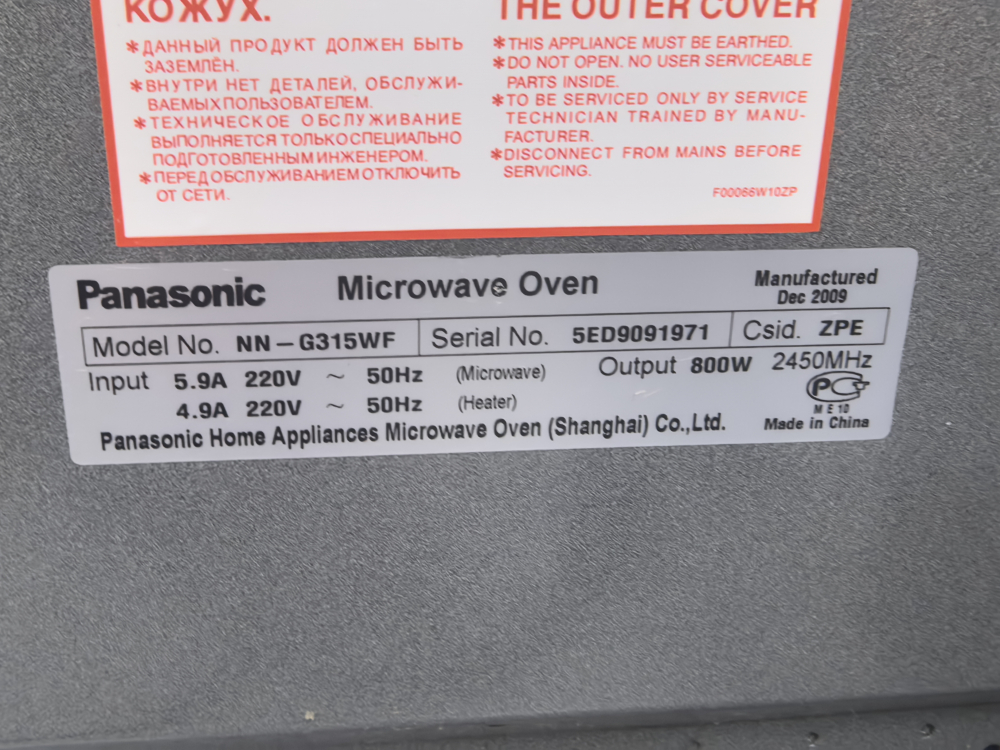 КОЖУХ.
*ДАННЫЙ ПРОДУКТ ДОЛЖЕН БЫТЬ
ЗАЗЕМЛЁН.
*ВНУТРИ НЕТ ДЕТАЛЕЙ, ОБСЛУЖИ-
ВАЕМЫХ ПОЛЬЗОВАТЕЛЕМ.
*ТЕХНИЧЕСКОЕ ОБСЛУЖИВАНИЕ
ВЫПОЛНЯЕТСЯ ТОЛЬКО СПЕЦИАЛЬНО
ПОДГОТОВЛЕННЫМ ИНЖЕНЕРОМ.
*ПЕРЕД ОБСЛУЖИВАНИЕМ ОТКЛЮЧИТЬ
ОТ СЕТИ.
THE OUTER COVER
*THIS APPLIANCE MUST BE EARTHED.
*DO NOT OPEN. NO USER SERVICEABLE
PARTS INSIDE.
*TO BE SERVICED ONLY BY SERVICE
TECHNICIAN TRAINED BY MANU-
FACTURER.
*DISCONNECT FROM MAINS BEFORE
SERVICING.
F00066W10ZP
Panasonic Microwave Oven
Manufactured
Dec 2009
Model No. NN-G315WF Serial No. 5ED9091971 Csid. ZPE
Input 5.9A 220V ~ 50Hz (Microwave) Output 800W 2450MHz
4.9A 220V ~ 50Hz (Heater)
РСТ
ME10
Panasonic Home Appliances Microwave Oven (Shanghai) Co.,Ltd.
Made in China